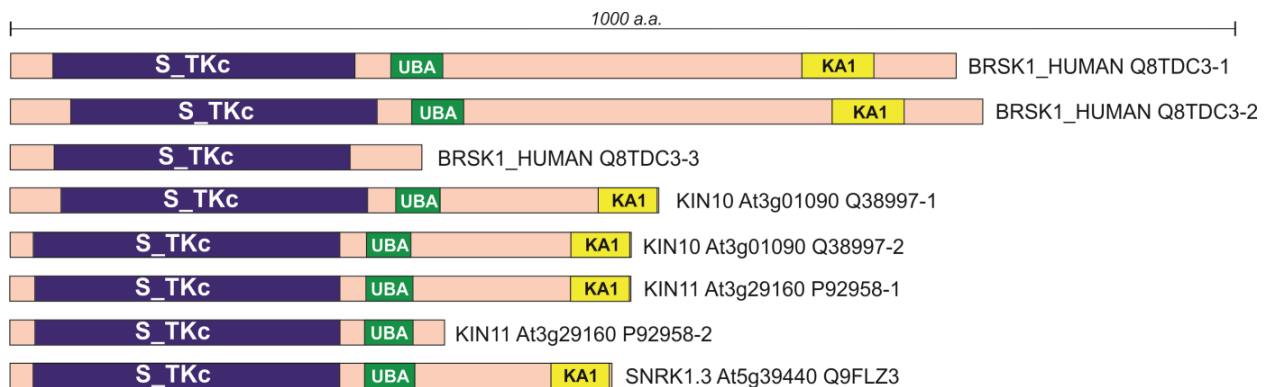 1000 a.a.
S_TKc UBA KA1 BRSK1_HUMAN Q8TDC3-1
S_TKc UBA KA1 BRSK1_HUMAN Q8TDC3-2
S_TKc BRSK1_HUMAN Q8TDC3-3
S_TKc UBA KA1 KIN10 At3g01090 Q38997-1
S_TKc UBA KA1 KIN10 At3g01090 Q38997-2
S_TKc UBA KA1 KIN11 At3g29160 P92958-1
S_TKc UBA KIN11 At3g29160 P92958-2
S_TKc UBA KA1 SNRK1.3 At5g39440 Q9FLZ3